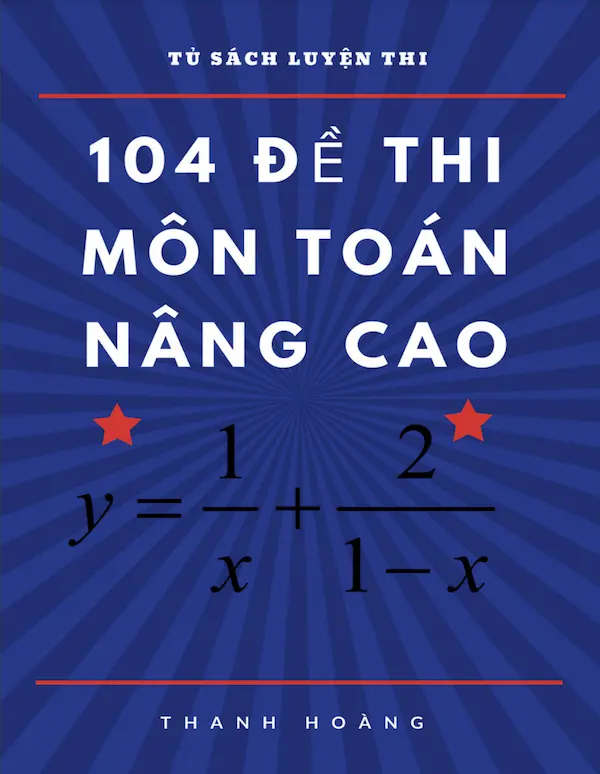 TỦ SÁCH LUYỆN THI
104 ĐỀ THI
MÔN TOÁN
NÂNG CAO
y = 1/x + 2/(1 − x)
THANH HOÀNG